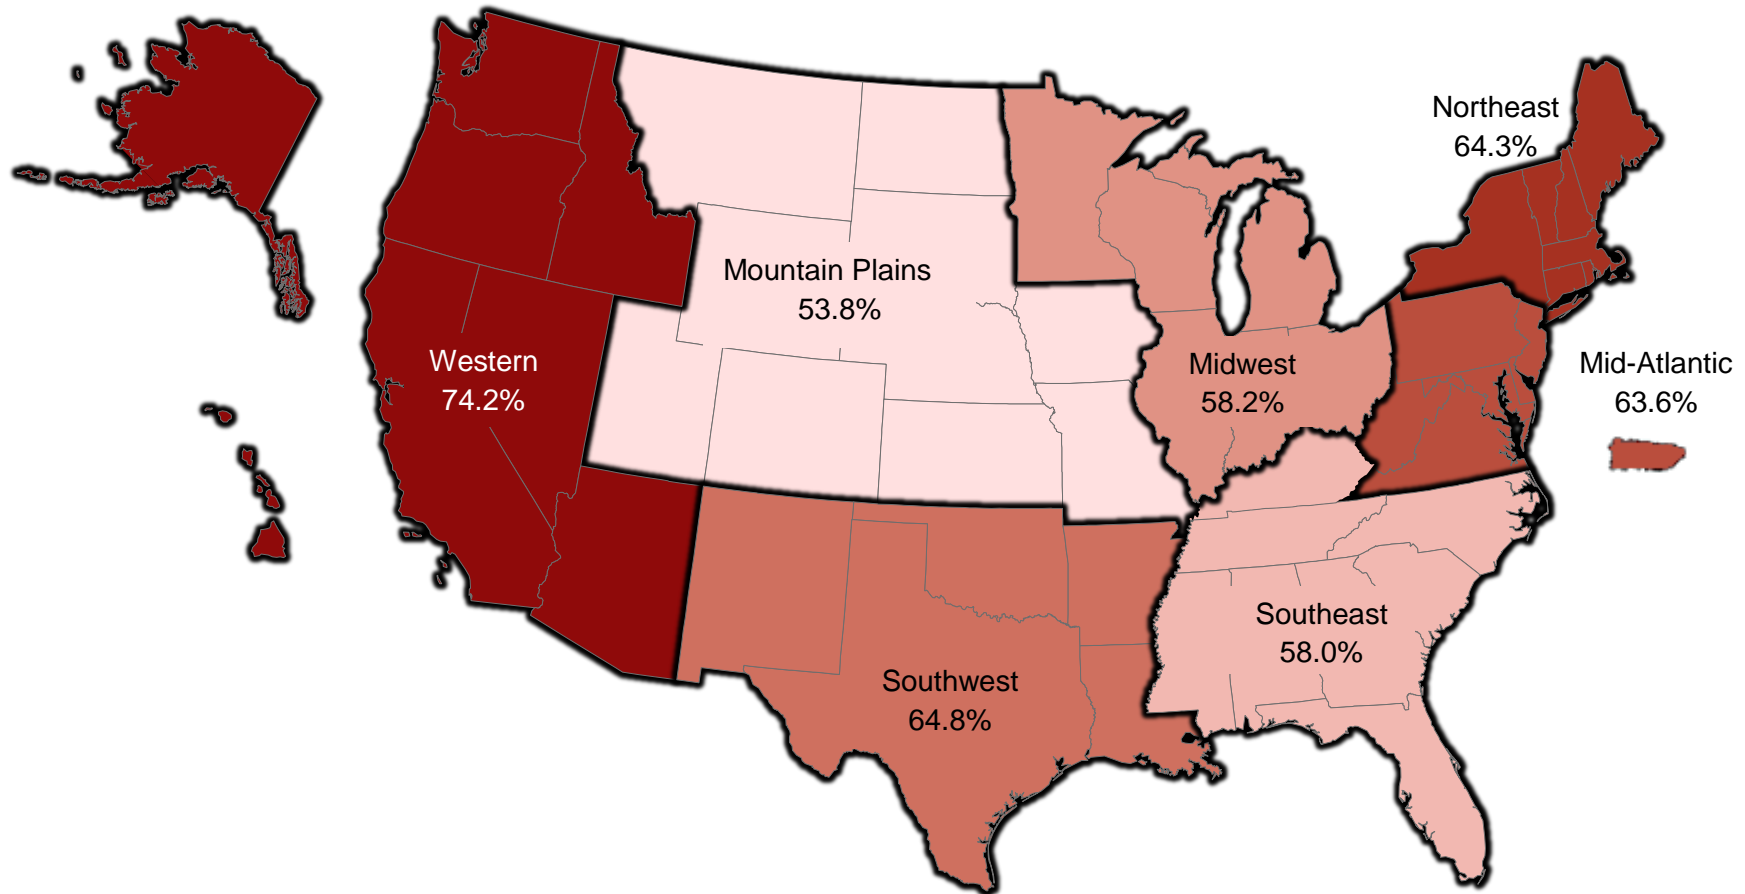 Northeast
64.3%
Mountain Plains
53.8%
Western
74.2%
Midwest
58.2%
Mid-Atlantic
63.6%
Southeast
58.0%
Southwest
64.8%